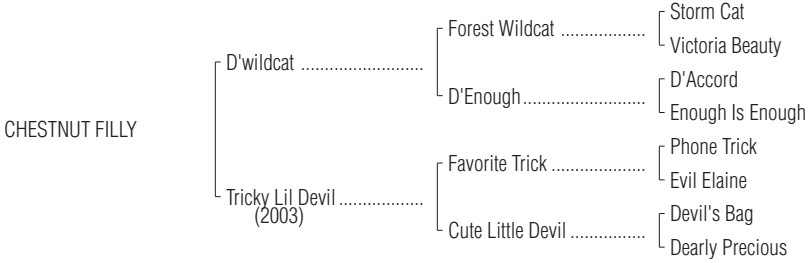 Storm Cat
Forest Wildcat ..................
Victoria Beauty
D'wildcat ..........................
D'Accord
D'Enough..........................
Enough Is Enough
CHESTNUT FILLY
Phone Trick
Favorite Trick ....................
Evil Elaine
Tricky Lil Devil ..................
(2003)
Devil's Bag
Cute Little Devil ................
Dearly Precious